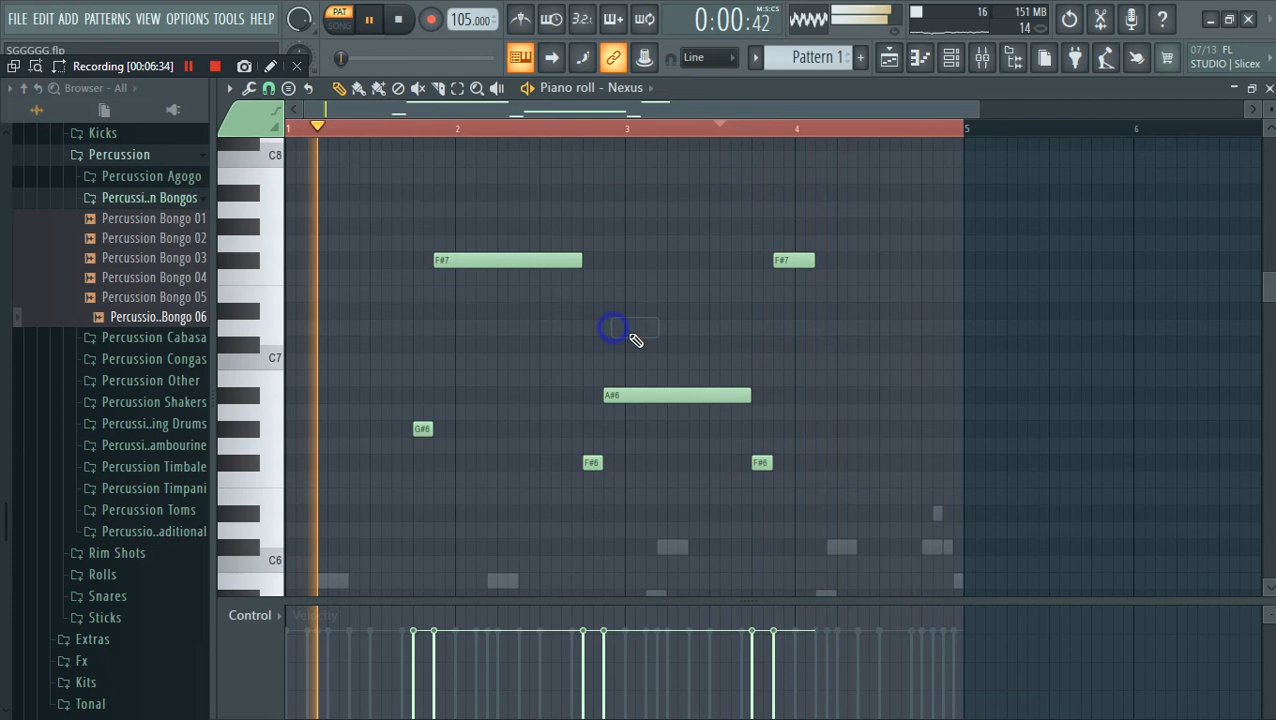 FILE EDIT ADD PATTERNS VIEW OPTIONS TOOLS HELP
PAT
SONG
105.000
3.2
0:00:42
M:S:CS
16
151 MB
14
SGGGGG flp
Recording [00:06:34]
Line
Pattern 1
07/13 FL
STUDIO | Slicex
Browser - All
Piano roll - Nexus
1 2 3 4 5 6
Kicks
Percussion
Percussion Agogo
Percussi..n Bongos
Percussion Bongo 01
Percussion Bongo 02
Percussion Bongo 03
Percussion Bongo 04
Percussion Bongo 05
Percussio..Bongo 06
Percussion Cabasa
Percussion Congas
Percussion Other
Percussion Shakers
Percussi..ing Drums
Percussi..ambourine
Percussion Timbale
Percussion Timpani
Percussion Toms
Percussio..aditional
Rim Shots
Rolls
Snares
Sticks
Extras
Fx
Kits
Tonal
C8
F#7
F#7
C7
A#6
G#6
F#6
F#6
C6
Control
Velocity